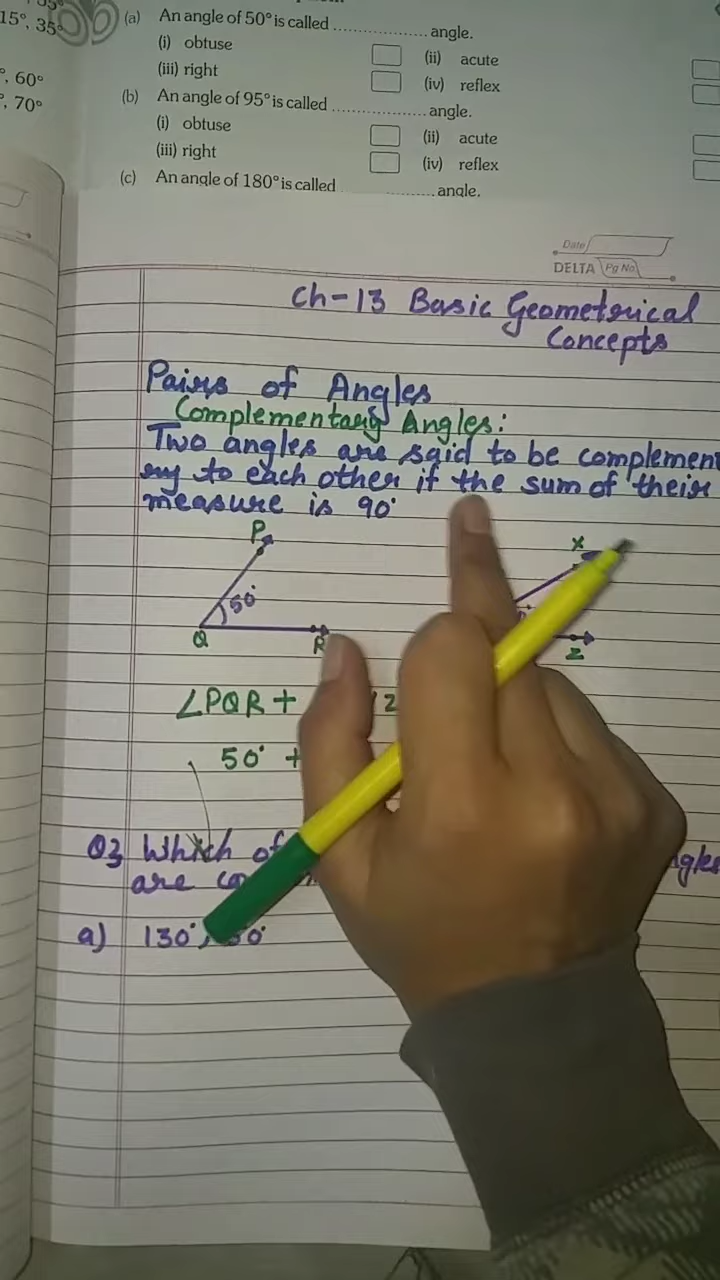 15°, 35°
°, 60°
°, 70°
(a) An angle of 50° is called .................. angle.
(i) obtuse (ii) acute
(iii) right (iv) reflex
(b) An angle of 95° is called .................. angle.
(i) obtuse (ii) acute
(iii) right (iv) reflex
(c) An angle of 180° is called .................. angle.
Date
DELTA Pg No.
Ch-13 Basic Geometrical
Concepts
Pairs of Angles
Complementary Angles:
Two angles are said to be complement
ry to each other if the sum of their
measure is 90°
P X
50°
Q R Z
∠PQR +
50° +
Q3 Which of
are
a) 130°,